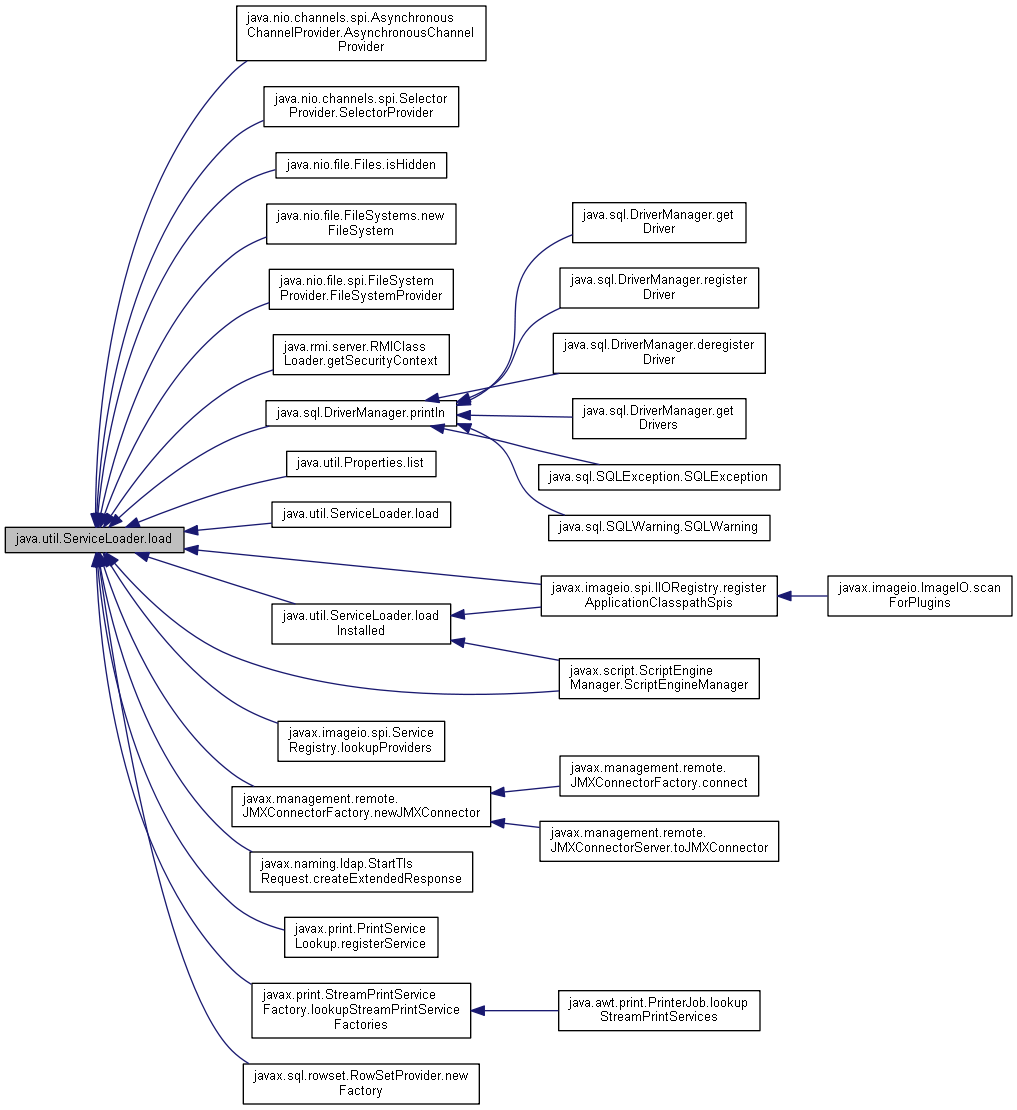 java.nio.channels.spi.Asynchronous
ChannelProvider.AsynchronousChannel
Provider
java.nio.channels.spi.Selector
Provider.SelectorProvider
java.nio.file.Files.isHidden
java.nio.file.FileSystems.new
FileSystem
java.nio.file.spi.FileSystem
Provider.FileSystemProvider
java.rmi.server.RMIClass
Loader.getSecurityContext
java.sql.DriverManager.println
java.util.Properties.list
java.util.ServiceLoader.load
java.util.ServiceLoader.load
java.util.ServiceLoader.load
Installed
javax.imageio.spi.Service
Registry.lookupProviders
javax.management.remote.
JMXConnectorFactory.newJMXConnector
javax.naming.ldap.StartTls
Request.createExtendedResponse
javax.print.PrintService
Lookup.registerService
javax.print.StreamPrintService
Factory.lookupStreamPrintService
Factories
javax.sql.rowset.RowSetProvider.new
Factory
java.sql.DriverManager.get
Driver
java.sql.DriverManager.register
Driver
java.sql.DriverManager.deregister
Driver
java.sql.DriverManager.get
Drivers
java.sql.SQLException.SQLException
java.sql.SQLWarning.SQLWarning
javax.imageio.spi.IIORegistry.register
ApplicationClasspathSpis
javax.script.ScriptEngine
Manager.ScriptEngineManager
javax.management.remote.
JMXConnectorFactory.connect
javax.management.remote.
JMXConnectorServer.toJMXConnector
java.awt.print.PrinterJob.lookup
StreamPrintServices
javax.imageio.ImageIO.scan
ForPlugins